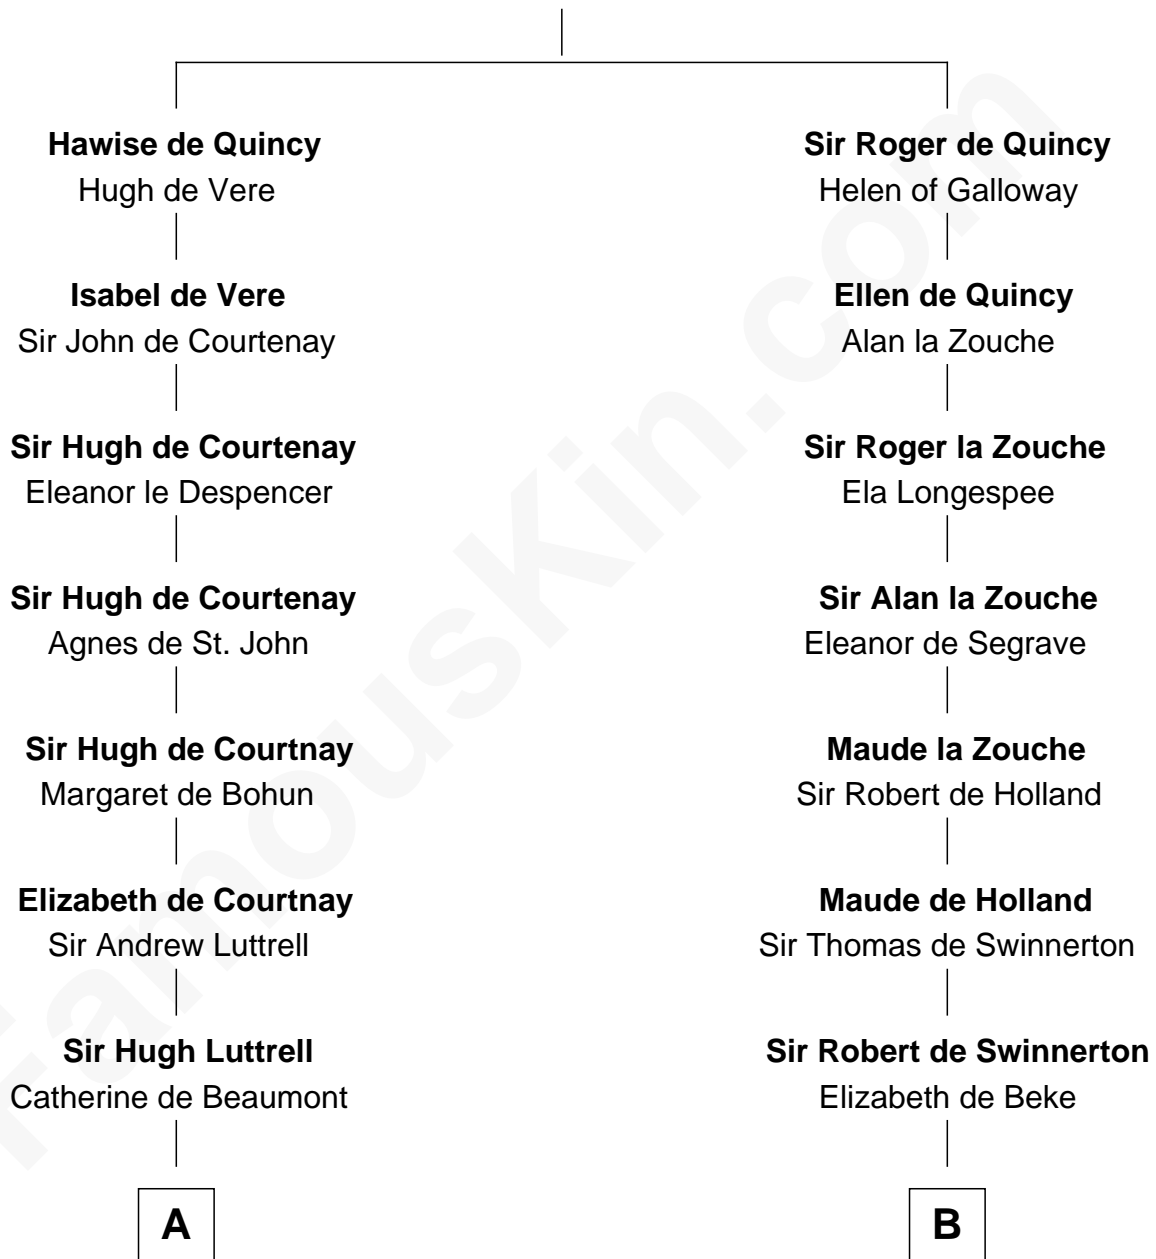 Hawise de Quincy
Hugh de Vere
Isabel de Vere
Sir John de Courtenay
Sir Hugh de Courtenay
Eleanor le Despencer
Sir Hugh de Courtenay
Agnes de St. John
Sir Hugh de Courtnay
Margaret de Bohun
Elizabeth de Courtnay
Sir Andrew Luttrell
Sir Hugh Luttrell
Catherine de Beaumont
A
Sir Roger de Quincy
Helen of Galloway
Ellen de Quincy
Alan la Zouche
Sir Roger la Zouche
Ela Longespee
Sir Alan la Zouche
Eleanor de Segrave
Maude la Zouche
Sir Robert de Holland
Maude de Holland
Sir Thomas de Swinnerton
Sir Robert de Swinnerton
Elizabeth de Beke
B
FamousKin.com